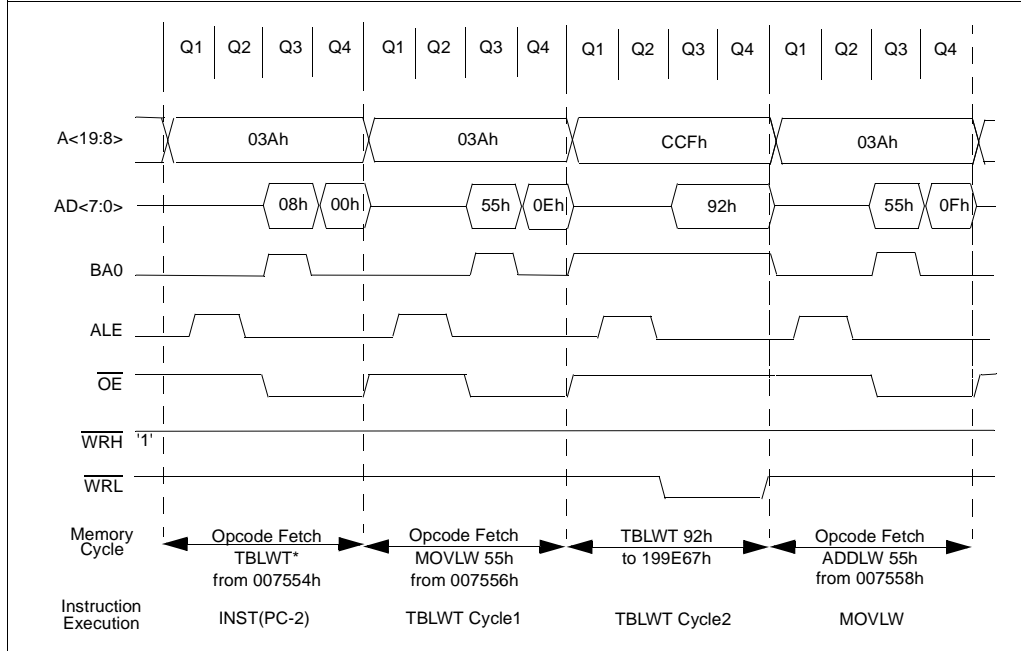 Q1 Q2 Q3 Q4 Q1 Q2 Q3 Q4 Q1 Q2 Q3 Q4 Q1 Q2 Q3 Q4
A<19:8> 03Ah 03Ah CCFh 03Ah
AD<7:0> 08h 00h 55h 0Eh 92h 55h 0Fh
BA0
ALE
OE
WRH '1'
WRL
Memory Cycle
Opcode Fetch
TBLWT*
from 007554h
Opcode Fetch
MOVLW 55h
from 007556h
TBLWT 92h
to 199E67h
Opcode Fetch
ADDLW 55h
from 007558h
Instruction Execution
INST(PC-2) TBLWT Cycle1 TBLWT Cycle2 MOVLW